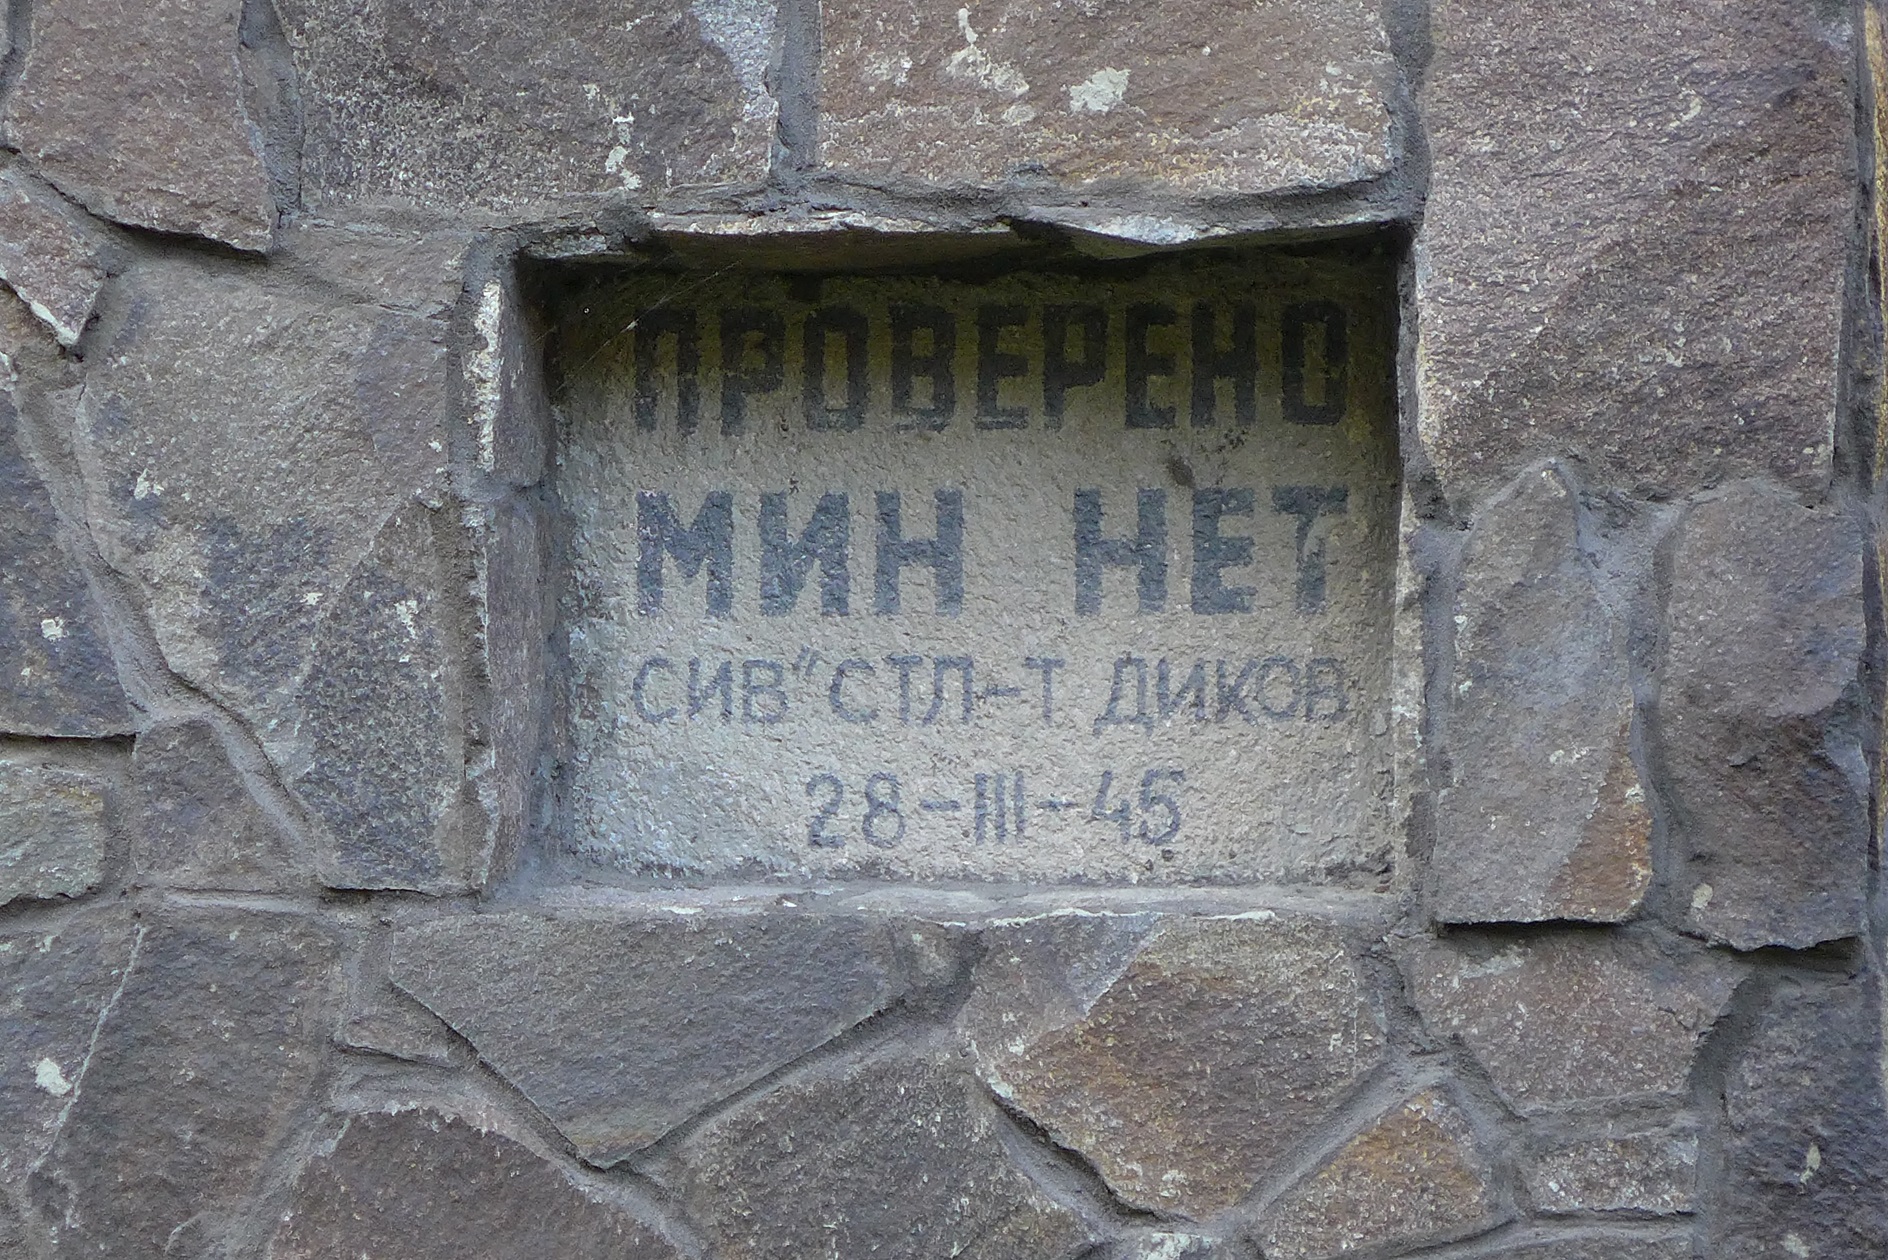 ПРОВЕРЕНО
МИН НЕТ
СИВ"СТЛ-Т ДИКОВ
28-III-45